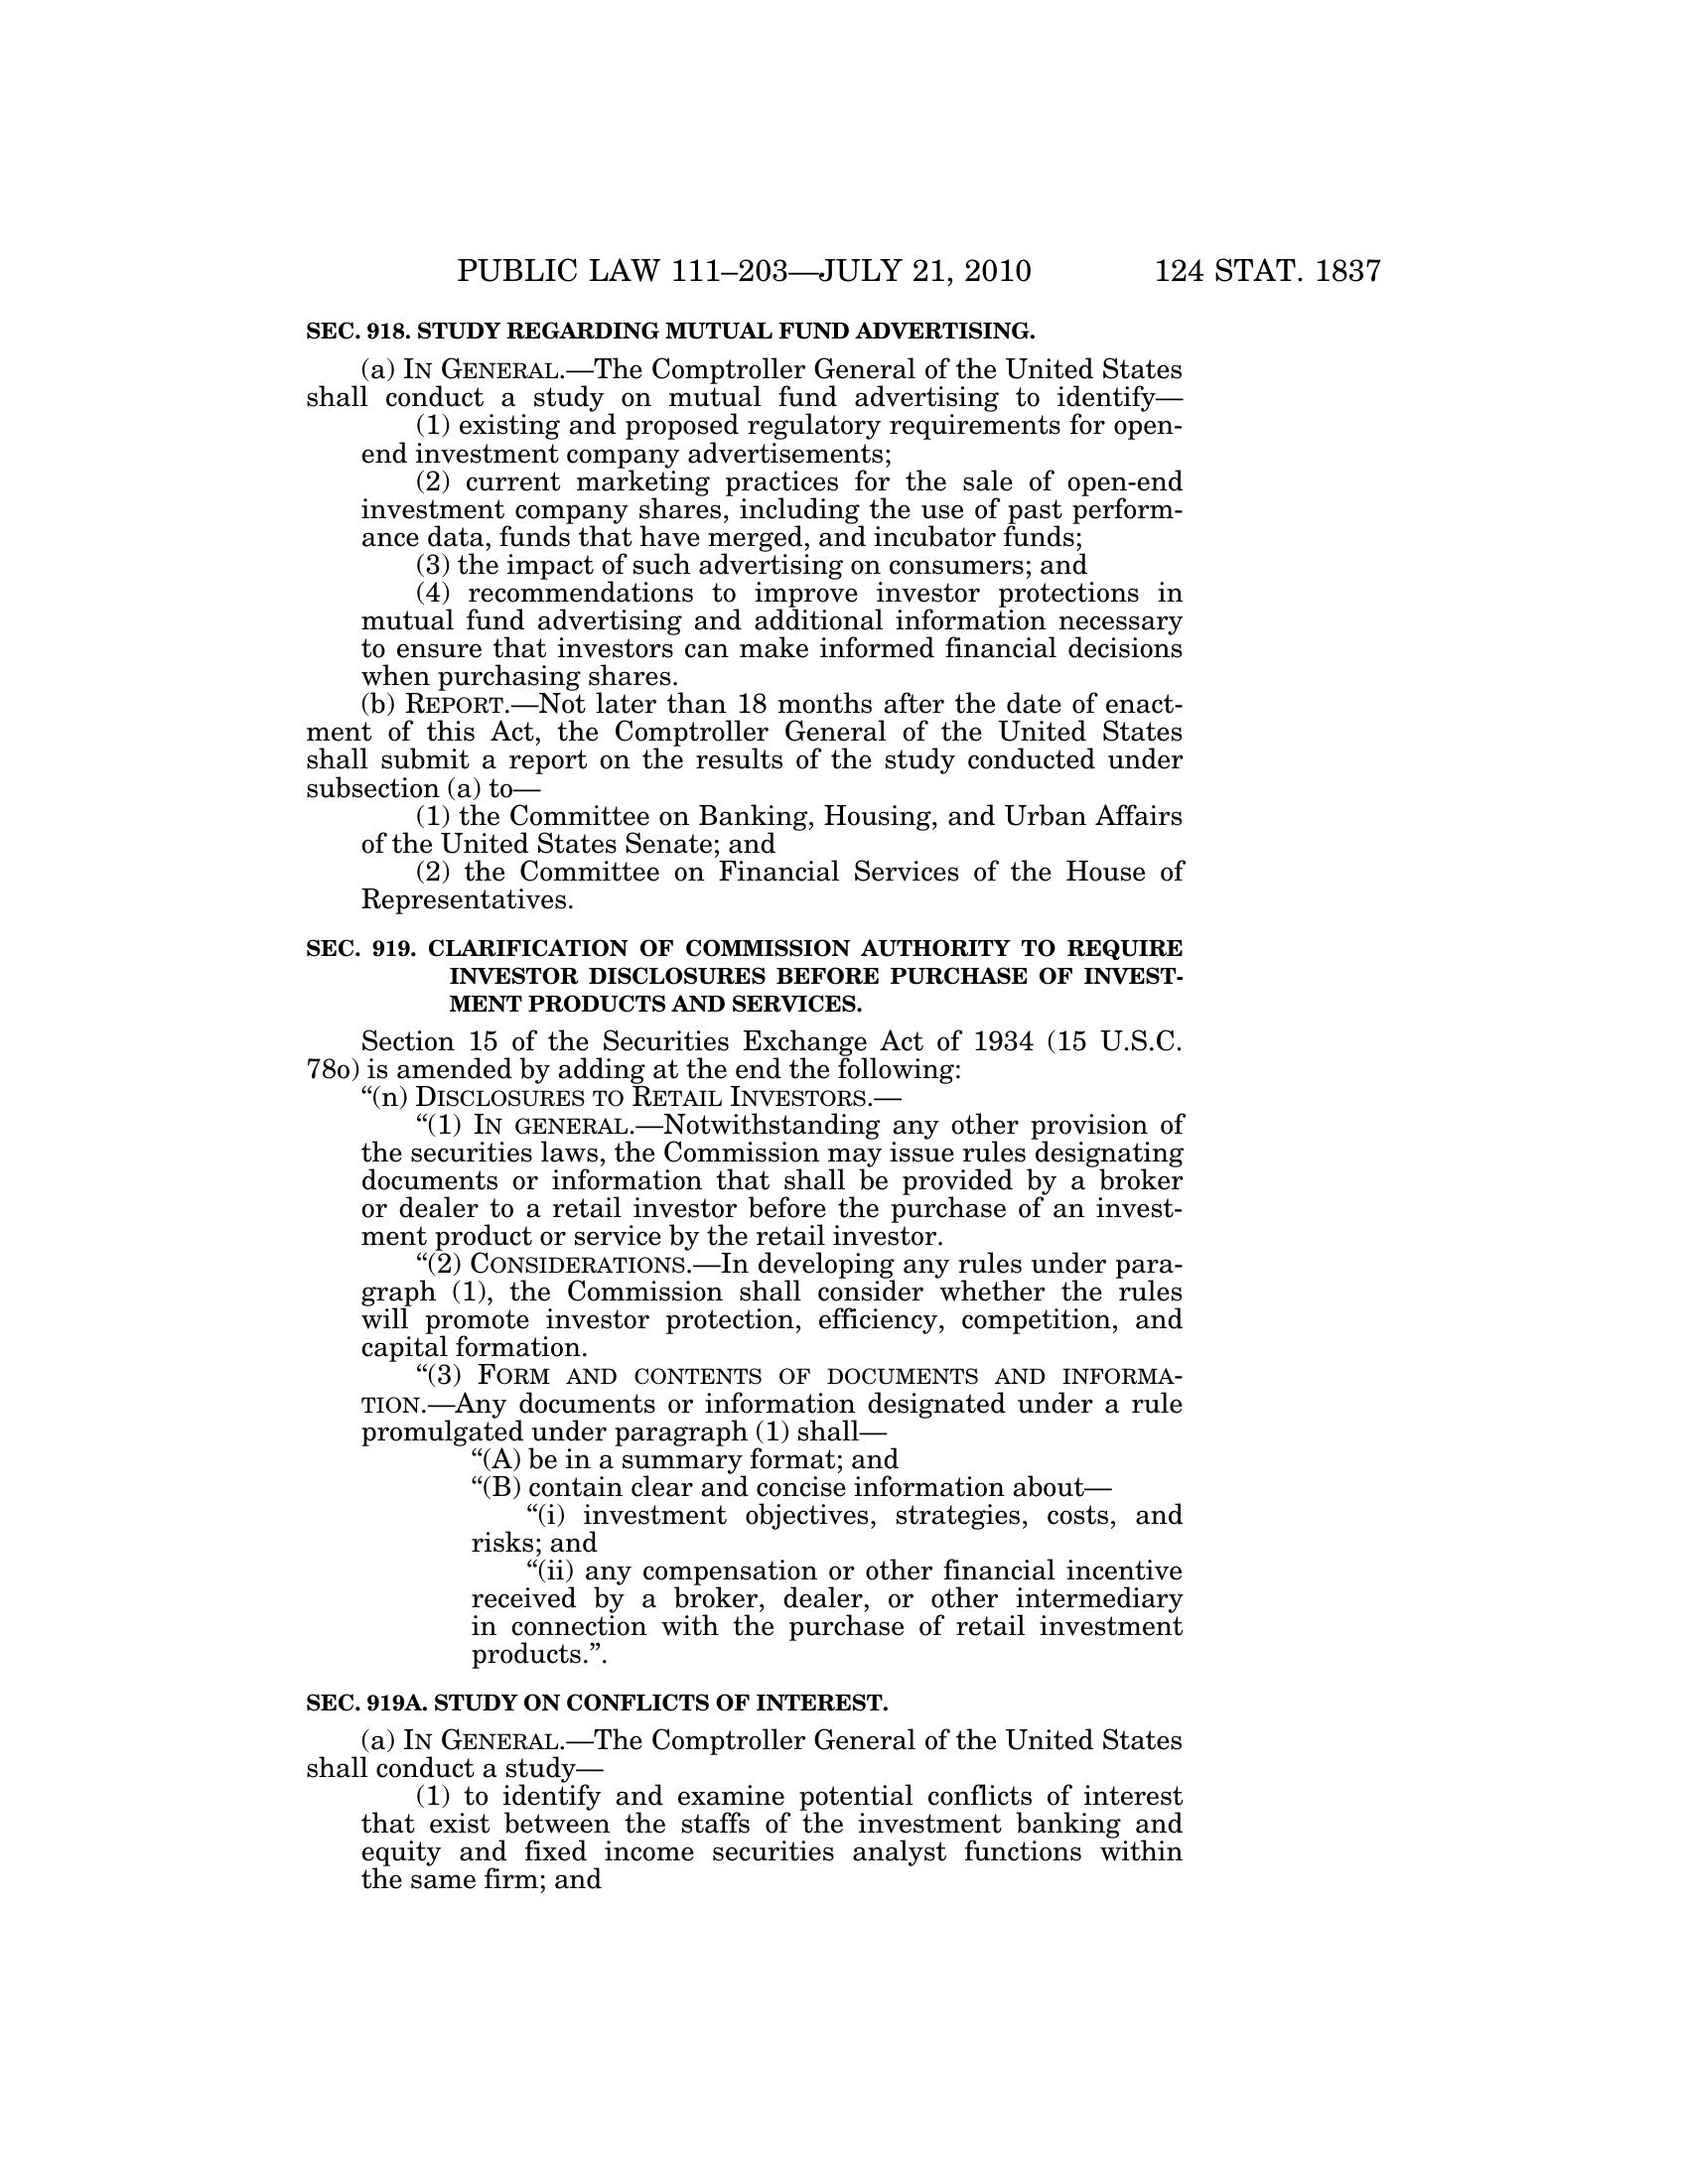 PUBLIC LAW 111–203—JULY 21, 2010 124 STAT. 1837
SEC. 918. STUDY REGARDING MUTUAL FUND ADVERTISING.
(a) IN GENERAL.—The Comptroller General of the United States
shall conduct a study on mutual fund advertising to identify—
(1) existing and proposed regulatory requirements for open-
end investment company advertisements;
(2) current marketing practices for the sale of open-end
investment company shares, including the use of past perform-
ance data, funds that have merged, and incubator funds;
(3) the impact of such advertising on consumers; and
(4) recommendations to improve investor protections in
mutual fund advertising and additional information necessary
to ensure that investors can make informed financial decisions
when purchasing shares.
(b) REPORT.—Not later than 18 months after the date of enact-
ment of this Act, the Comptroller General of the United States
shall submit a report on the results of the study conducted under
subsection (a) to—
(1) the Committee on Banking, Housing, and Urban Affairs
of the United States Senate; and
(2) the Committee on Financial Services of the House of
Representatives.
SEC. 919. CLARIFICATION OF COMMISSION AUTHORITY TO REQUIRE
INVESTOR DISCLOSURES BEFORE PURCHASE OF INVEST-
MENT PRODUCTS AND SERVICES.
Section 15 of the Securities Exchange Act of 1934 (15 U.S.C.
78o) is amended by adding at the end the following:
“(n) DISCLOSURES TO RETAIL INVESTORS.—
“(1) IN GENERAL.—Notwithstanding any other provision of
the securities laws, the Commission may issue rules designating
documents or information that shall be provided by a broker
or dealer to a retail investor before the purchase of an invest-
ment product or service by the retail investor.
“(2) CONSIDERATIONS.—In developing any rules under para-
graph (1), the Commission shall consider whether the rules
will promote investor protection, efficiency, competition, and
capital formation.
“(3) FORM AND CONTENTS OF DOCUMENTS AND INFORMA-
TION.—Any documents or information designated under a rule
promulgated under paragraph (1) shall—
“(A) be in a summary format; and
“(B) contain clear and concise information about—
“(i) investment objectives, strategies, costs, and
risks; and
“(ii) any compensation or other financial incentive
received by a broker, dealer, or other intermediary
in connection with the purchase of retail investment
products.”.
SEC. 919A. STUDY ON CONFLICTS OF INTEREST.
(a) IN GENERAL.—The Comptroller General of the United States
shall conduct a study—
(1) to identify and examine potential conflicts of interest
that exist between the staffs of the investment banking and
equity and fixed income securities analyst functions within
the same firm; and